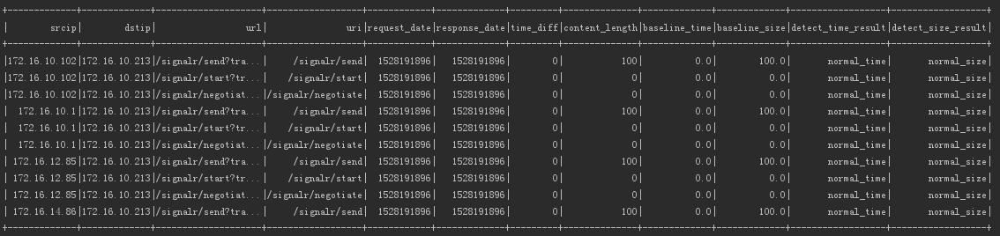 | srcip| dstip| url| uri|request_date|response_date|time_diff|content_length|baseline_time|baseline_size|detect_time_result|detect_size_result|
|172.16.10.102|172.16.10.213|/signalr/send?tra...| /signalr/send| 1528191896| 1528191896| 0| 100| 0.0| 100.0| normal_time| normal_size|
|172.16.10.102|172.16.10.213|/signalr/start?tr...| /signalr/start| 1528191896| 1528191896| 0| 0| 0.0| 0.0| normal_time| normal_size|
|172.16.10.102|172.16.10.213|/signalr/negotiat...|/signalr/negotiate| 1528191896| 1528191896| 0| 0| 0.0| 0.0| normal_time| normal_size|
| 172.16.10.1|172.16.10.213|/signalr/send?tra...| /signalr/send| 1528191896| 1528191896| 0| 100| 0.0| 100.0| normal_time| normal_size|
| 172.16.10.1|172.16.10.213|/signalr/start?tr...| /signalr/start| 1528191896| 1528191896| 0| 0| 0.0| 0.0| normal_time| normal_size|
| 172.16.10.1|172.16.10.213|/signalr/negotiat...|/signalr/negotiate| 1528191896| 1528191896| 0| 0| 0.0| 0.0| normal_time| normal_size|
| 172.16.12.85|172.16.10.213|/signalr/send?tra...| /signalr/send| 1528191896| 1528191896| 0| 100| 0.0| 100.0| normal_time| normal_size|
| 172.16.12.85|172.16.10.213|/signalr/start?tr...| /signalr/start| 1528191896| 1528191896| 0| 0| 0.0| 0.0| normal_time| normal_size|
| 172.16.12.85|172.16.10.213|/signalr/negotiat...|/signalr/negotiate| 1528191896| 1528191896| 0| 0| 0.0| 0.0| normal_time| normal_size|
| 172.16.14.86|172.16.10.213|/signalr/send?tra...| /signalr/send| 1528191896| 1528191896| 0| 100| 0.0| 100.0| normal_time| normal_size|